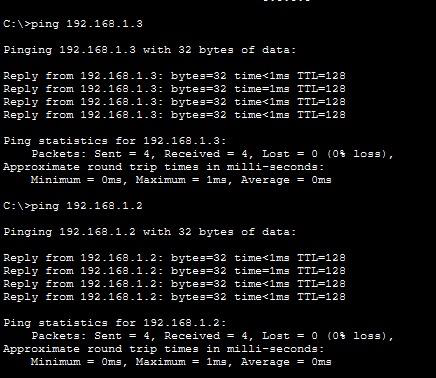 C:\>ping 192.168.1.3
Pinging 192.168.1.3 with 32 bytes of data:
Reply from 192.168.1.3: bytes=32 time<1ms TTL=128
Reply from 192.168.1.3: bytes=32 time<1ms TTL=128
Reply from 192.168.1.3: bytes=32 time<1ms TTL=128
Reply from 192.168.1.3: bytes=32 time<1ms TTL=128
Ping statistics for 192.168.1.3:
    Packets: Sent = 4, Received = 4, Lost = 0 (0% loss),
Approximate round trip times in milli-seconds:
    Minimum = 0ms, Maximum = 1ms, Average = 0ms
C:\>ping 192.168.1.2
Pinging 192.168.1.2 with 32 bytes of data:
Reply from 192.168.1.2: bytes=32 time<1ms TTL=128
Reply from 192.168.1.2: bytes=32 time<1ms TTL=128
Reply from 192.168.1.2: bytes=32 time<1ms TTL=128
Reply from 192.168.1.2: bytes=32 time<1ms TTL=128
Ping statistics for 192.168.1.2:
    Packets: Sent = 4, Received = 4, Lost = 0 (0% loss),
Approximate round trip times in milli-seconds:
    Minimum = 0ms, Maximum = 0ms, Average = 0ms